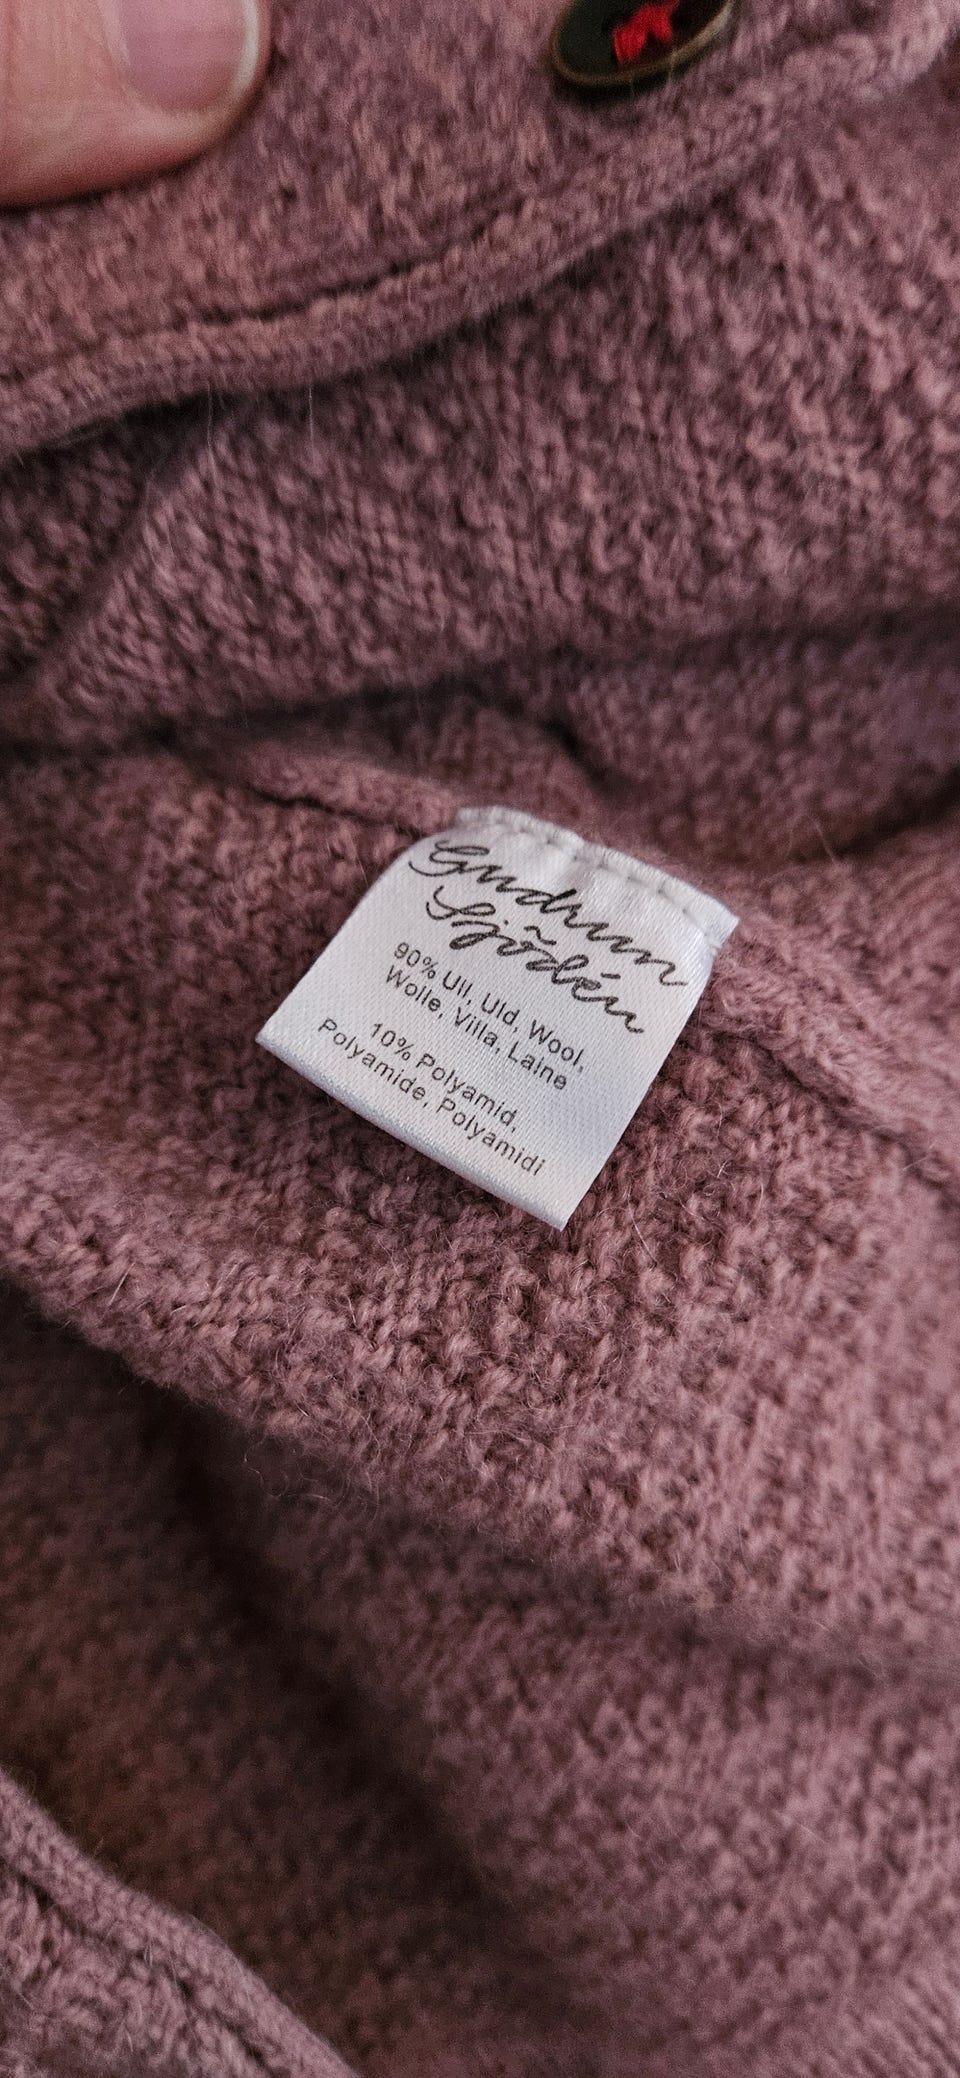 Gudrun
Sjödén
90% Ull, Uld, Wool,
Wolle, Villa, Laine
10% Polyamid,
Polyamide, Polyamidi